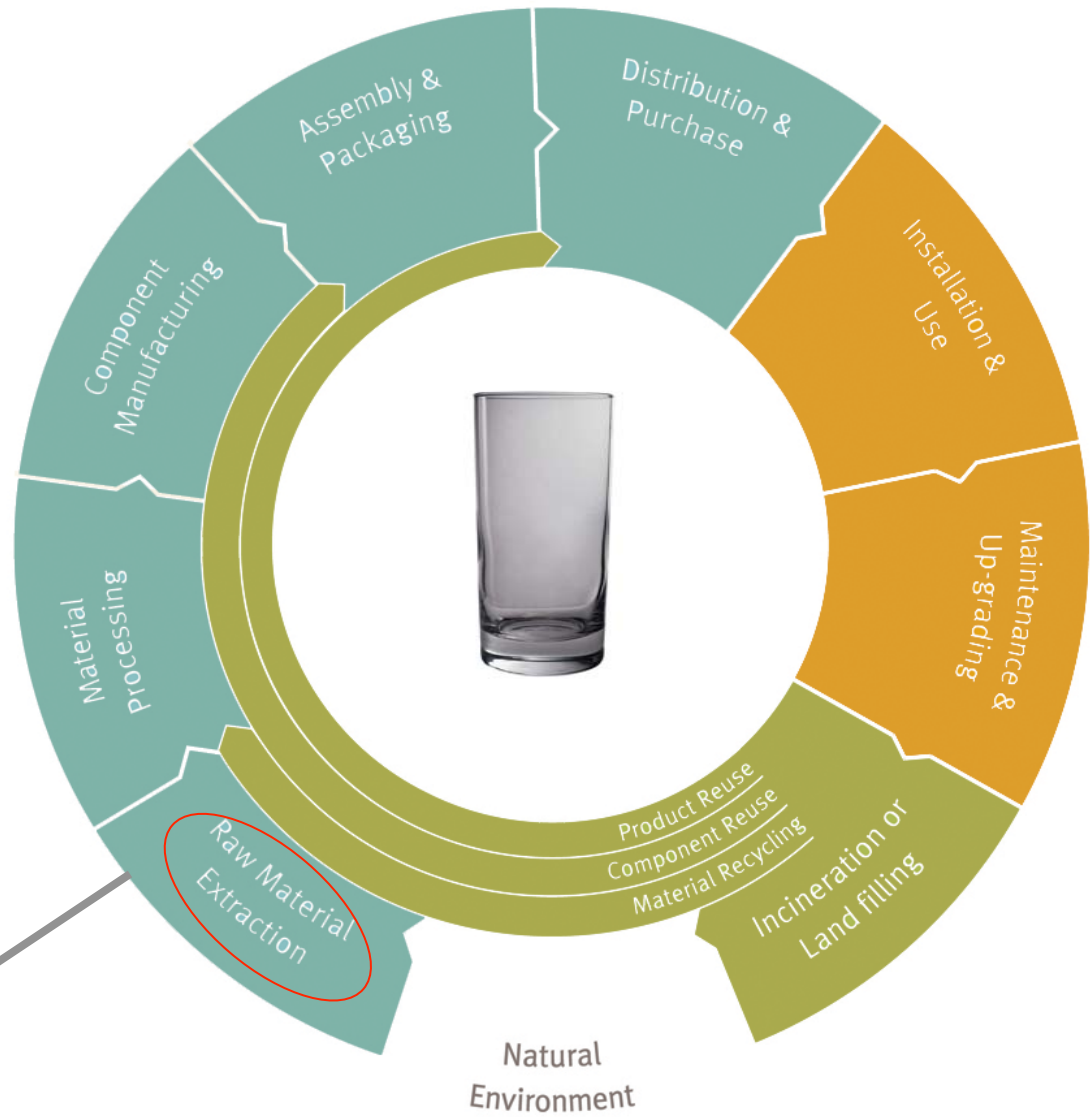 Assembly &
Packaging
Distribution &
Purchase
Installation &
Use
Maintenance &
Up-grading
Incineration or
Land filling
Product Reuse
Component Reuse
Material Recycling
Raw Material
Extraction
Material
Processing
Component
Manufacturing
Natural
Environment